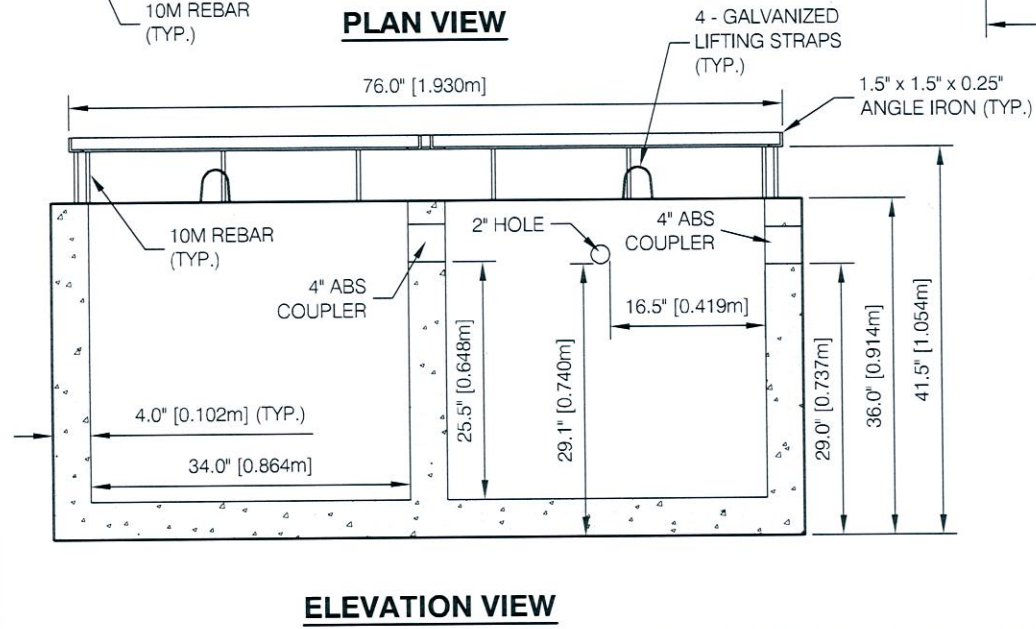 10M REBAR
(TYP.)
PLAN VIEW
4 - GALVANIZED
LIFTING STRAPS
(TYP.)
76.0" [1.930m]
1.5" x 1.5" x 0.25"
ANGLE IRON (TYP.)
10M REBAR
(TYP.)
2" HOLE
4" ABS
COUPLER
4" ABS
COUPLER
16.5" [0.419m]
25.5" [0.648m]
29.1" [0.740m]
29.0" [0.737m]
36.0" [0.914m]
41.5" [1.054m]
4.0" [0.102m] (TYP.)
34.0" [0.864m]
ELEVATION VIEW